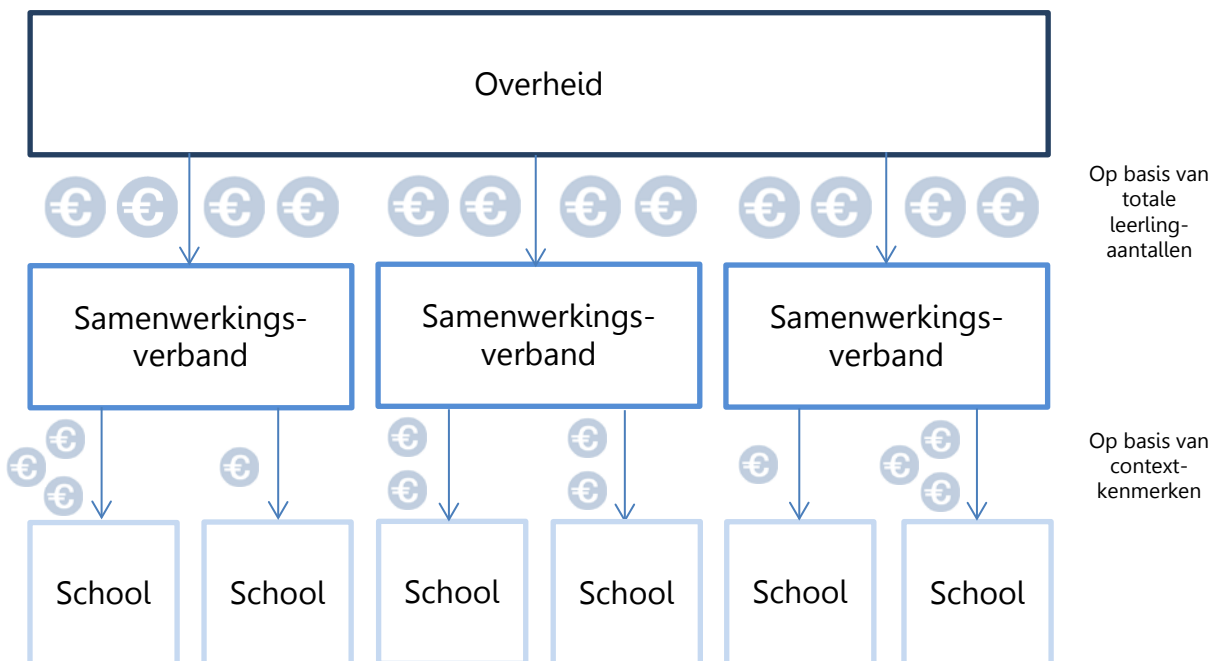 Overheid
Op basis van
totale
leerling-
aantallen
€ € € € € € € € € € € €
Samenwerkings-
verband
Samenwerkings-
verband
Samenwerkings-
verband
€ € € € € € € € € € € €
Op basis van
context-
kenmerken
School
School
School
School
School
School